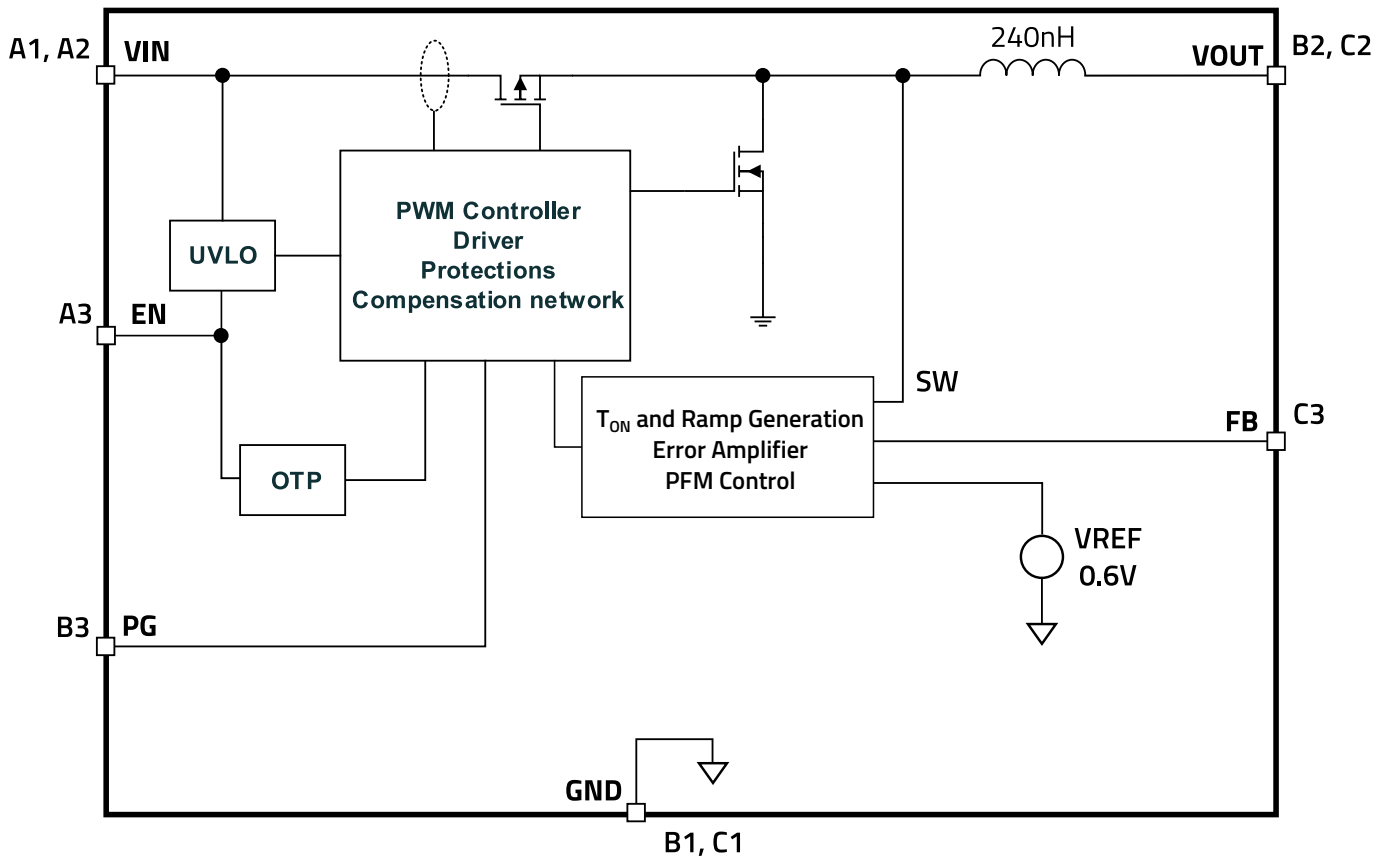 240nH
A1, A2
VIN
VOUT
B2, C2
PWM Controller
Driver
Protections
Compensation network
UVLO
A3
EN
SW
T_ON and Ramp Generation
Error Amplifier
PFM Control
FB
C3
OTP
VREF
0.6V
B3
PG
GND
B1, C1